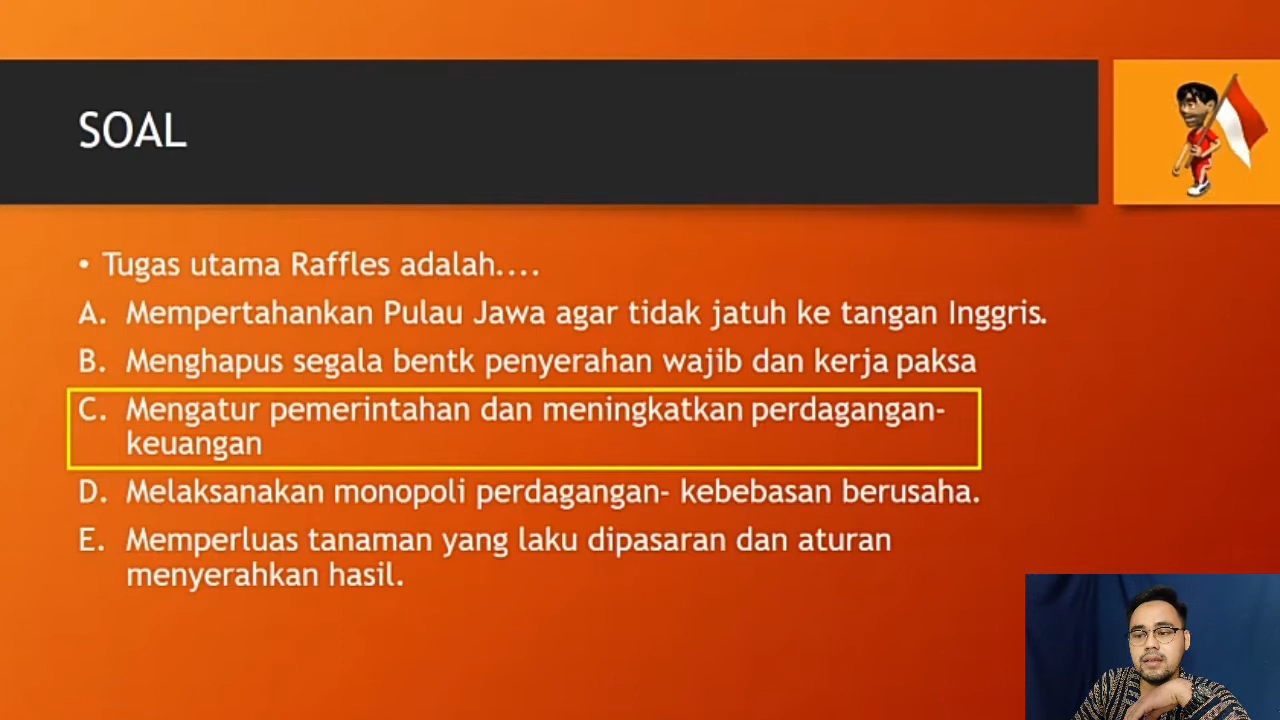 SOAL
• Tugas utama Raffles adalah....
A. Mempertahankan Pulau Jawa agar tidak jatuh ke tangan Inggris.
B. Menghapus segala bentk penyerahan wajib dan kerja paksa
C. Mengatur pemerintahan dan meningkatkan perdagangan-
keuangan
D. Melaksanakan monopoli perdagangan- kebebasan berusaha.
E. Memperluas tanaman yang laku dipasaran dan aturan
menyerahkan hasil.